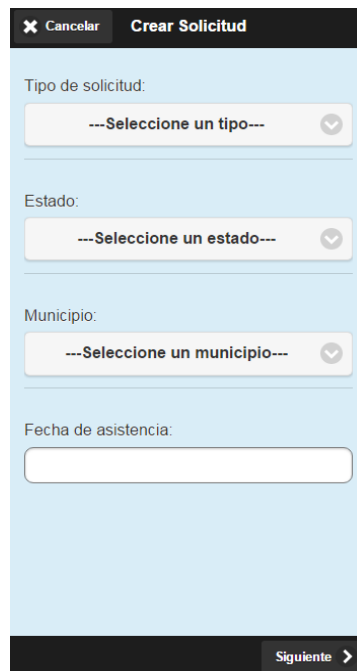 Cancelar Crear Solicitud
Tipo de solicitud:
---Seleccione un tipo---
Estado:
---Seleccione un estado---
Municipio:
---Seleccione un municipio---
Fecha de asistencia:
Siguiente